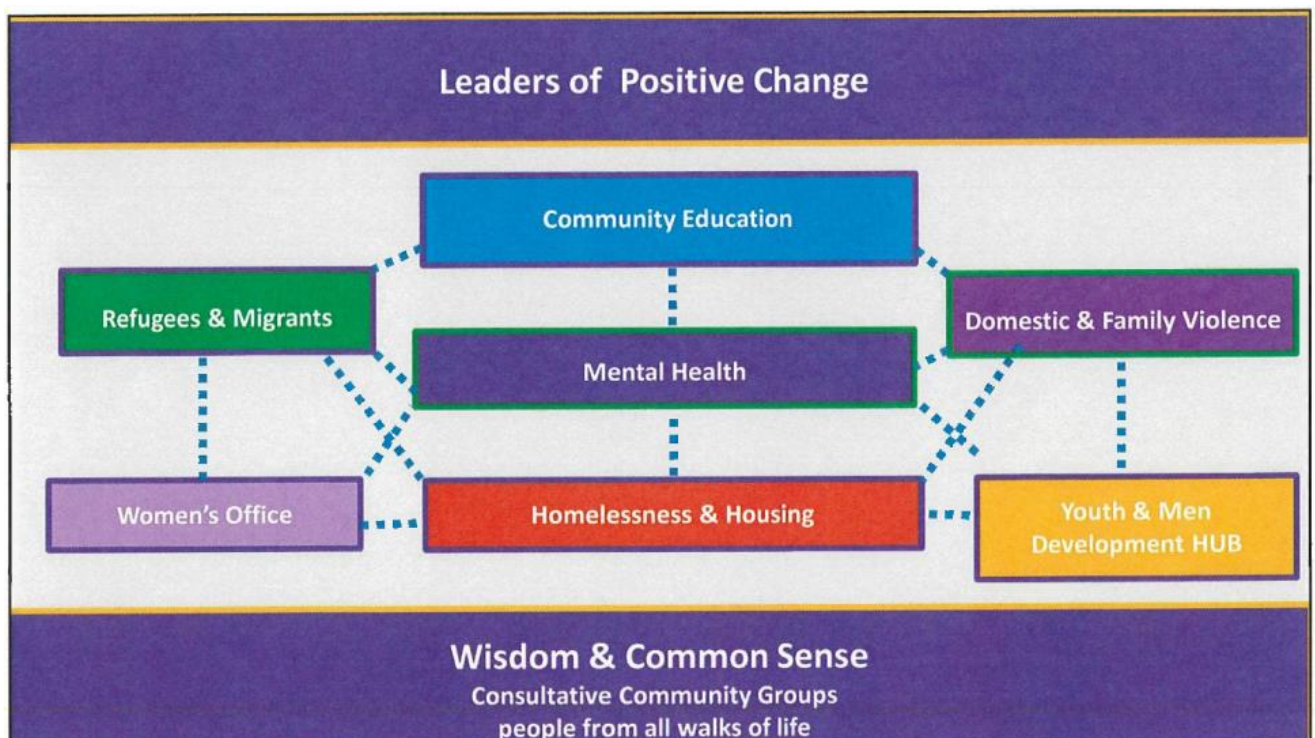 Leaders of Positive Change
Community Education
Refugees & Migrants
Domestic & Family Violence
Mental Health
Women's Office
Homelessness & Housing
Youth & Men
Development HUB
Wisdom & Common Sense
Consultative Community Groups
people from all walks of life